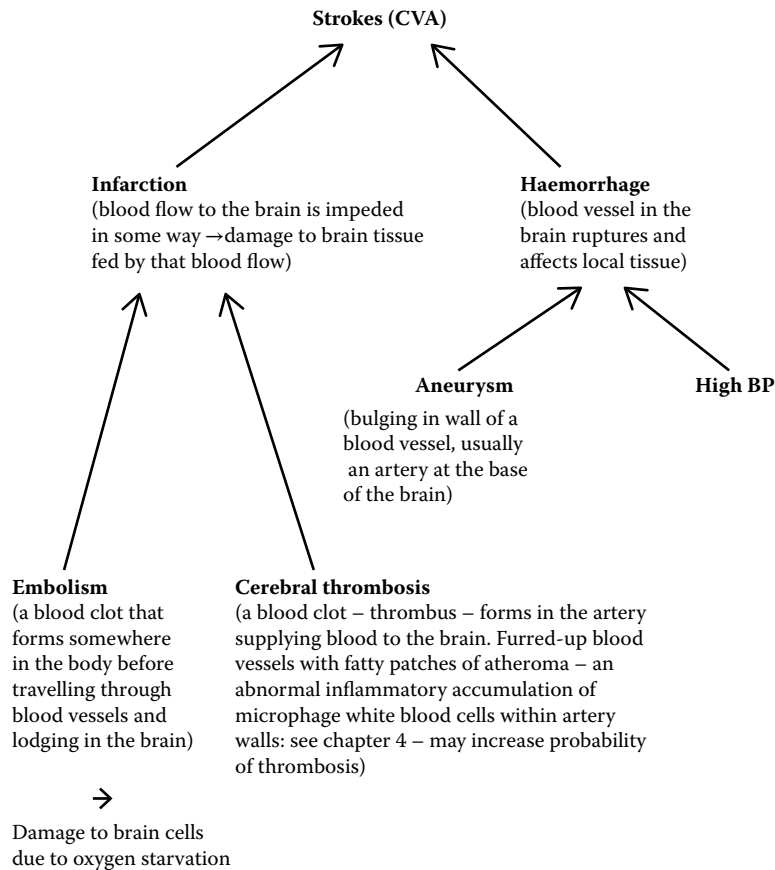 Strokes (CVA)
Infarction
(blood flow to the brain is impeded
in some way →damage to brain tissue
fed by that blood flow)
Haemorrhage
(blood vessel in the
brain ruptures and
affects local tissue)
Aneurysm
(bulging in wall of a
blood vessel, usually
an artery at the base
of the brain)
High BP
Embolism
(a blood clot that
forms somewhere
in the body before
travelling through
blood vessels and
lodging in the brain)
→
Damage to brain cells
due to oxygen starvation
Cerebral thrombosis
(a blood clot – thrombus – forms in the artery
supplying blood to the brain. Furred-up blood
vessels with fatty patches of atheroma – an
abnormal inflammatory accumulation of
microphage white blood cells within artery
walls: see chapter 4 – may increase probability
of thrombosis)